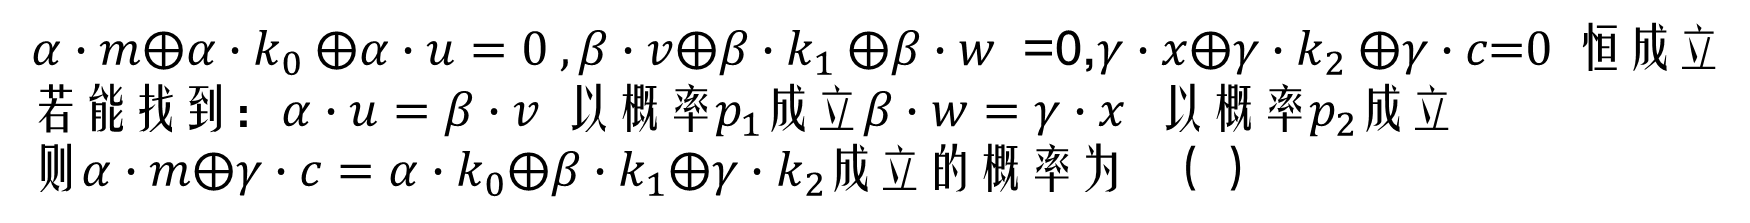 α · m⊕α · k₀ ⊕α · u = 0 ,β · v⊕β · k₁ ⊕β · w =0,γ · x⊕γ · k₂ ⊕γ · c=0 恒成立
若能找到：α · u = β · v 以概率p₁成立β · w = γ · x 以概率p₂成立
则α · m⊕γ · c = α · k₀⊕β · k₁⊕γ · k₂成立的概率为 （ ）